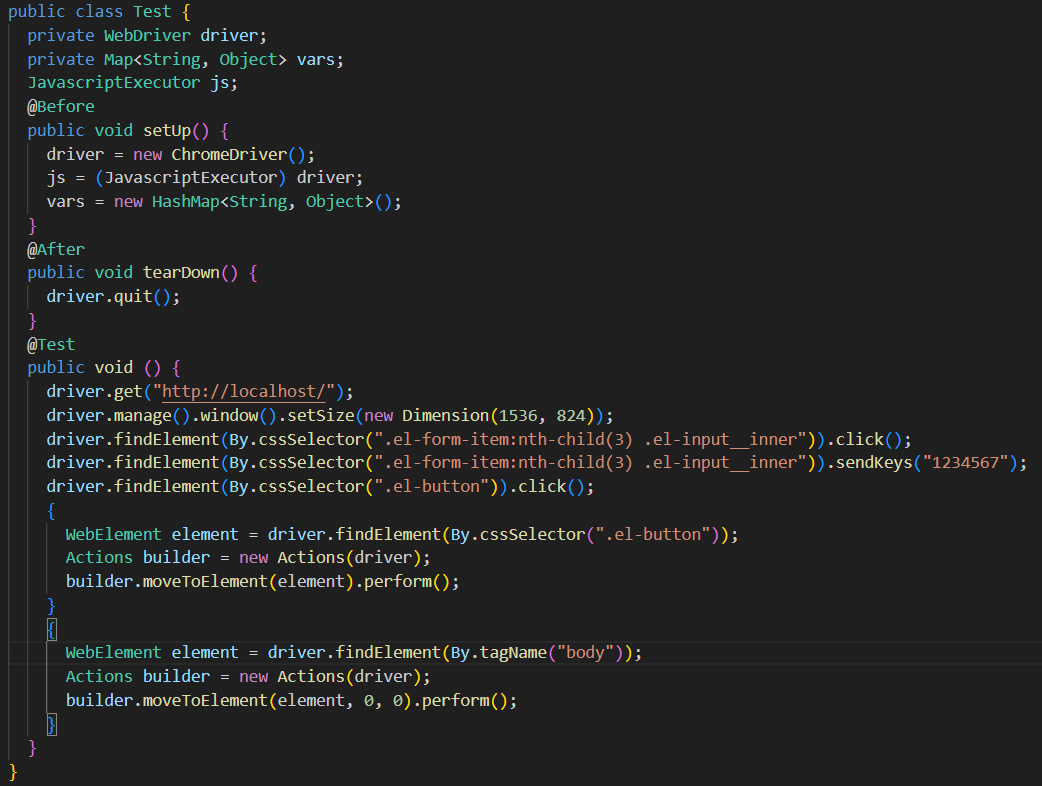 public class Test {
  private WebDriver driver;
  private Map<String, Object> vars;
  JavascriptExecutor js;
  @Before
  public void setUp() {
    driver = new ChromeDriver();
    js = (JavascriptExecutor) driver;
    vars = new HashMap<String, Object>();
  }
  @After
  public void tearDown() {
    driver.quit();
  }
  @Test
  public void () {
    driver.get("http://localhost/");
    driver.manage().window().setSize(new Dimension(1536, 824));
    driver.findElement(By.cssSelector(".el-form-item:nth-child(3) .el-input__inner")).click();
    driver.findElement(By.cssSelector(".el-form-item:nth-child(3) .el-input__inner")).sendKeys("1234567");
    driver.findElement(By.cssSelector(".el-button")).click();
    {
      WebElement element = driver.findElement(By.cssSelector(".el-button"));
      Actions builder = new Actions(driver);
      builder.moveToElement(element).perform();
    }
    {
      WebElement element = driver.findElement(By.tagName("body"));
      Actions builder = new Actions(driver);
      builder.moveToElement(element, 0, 0).perform();
    }
  }
}